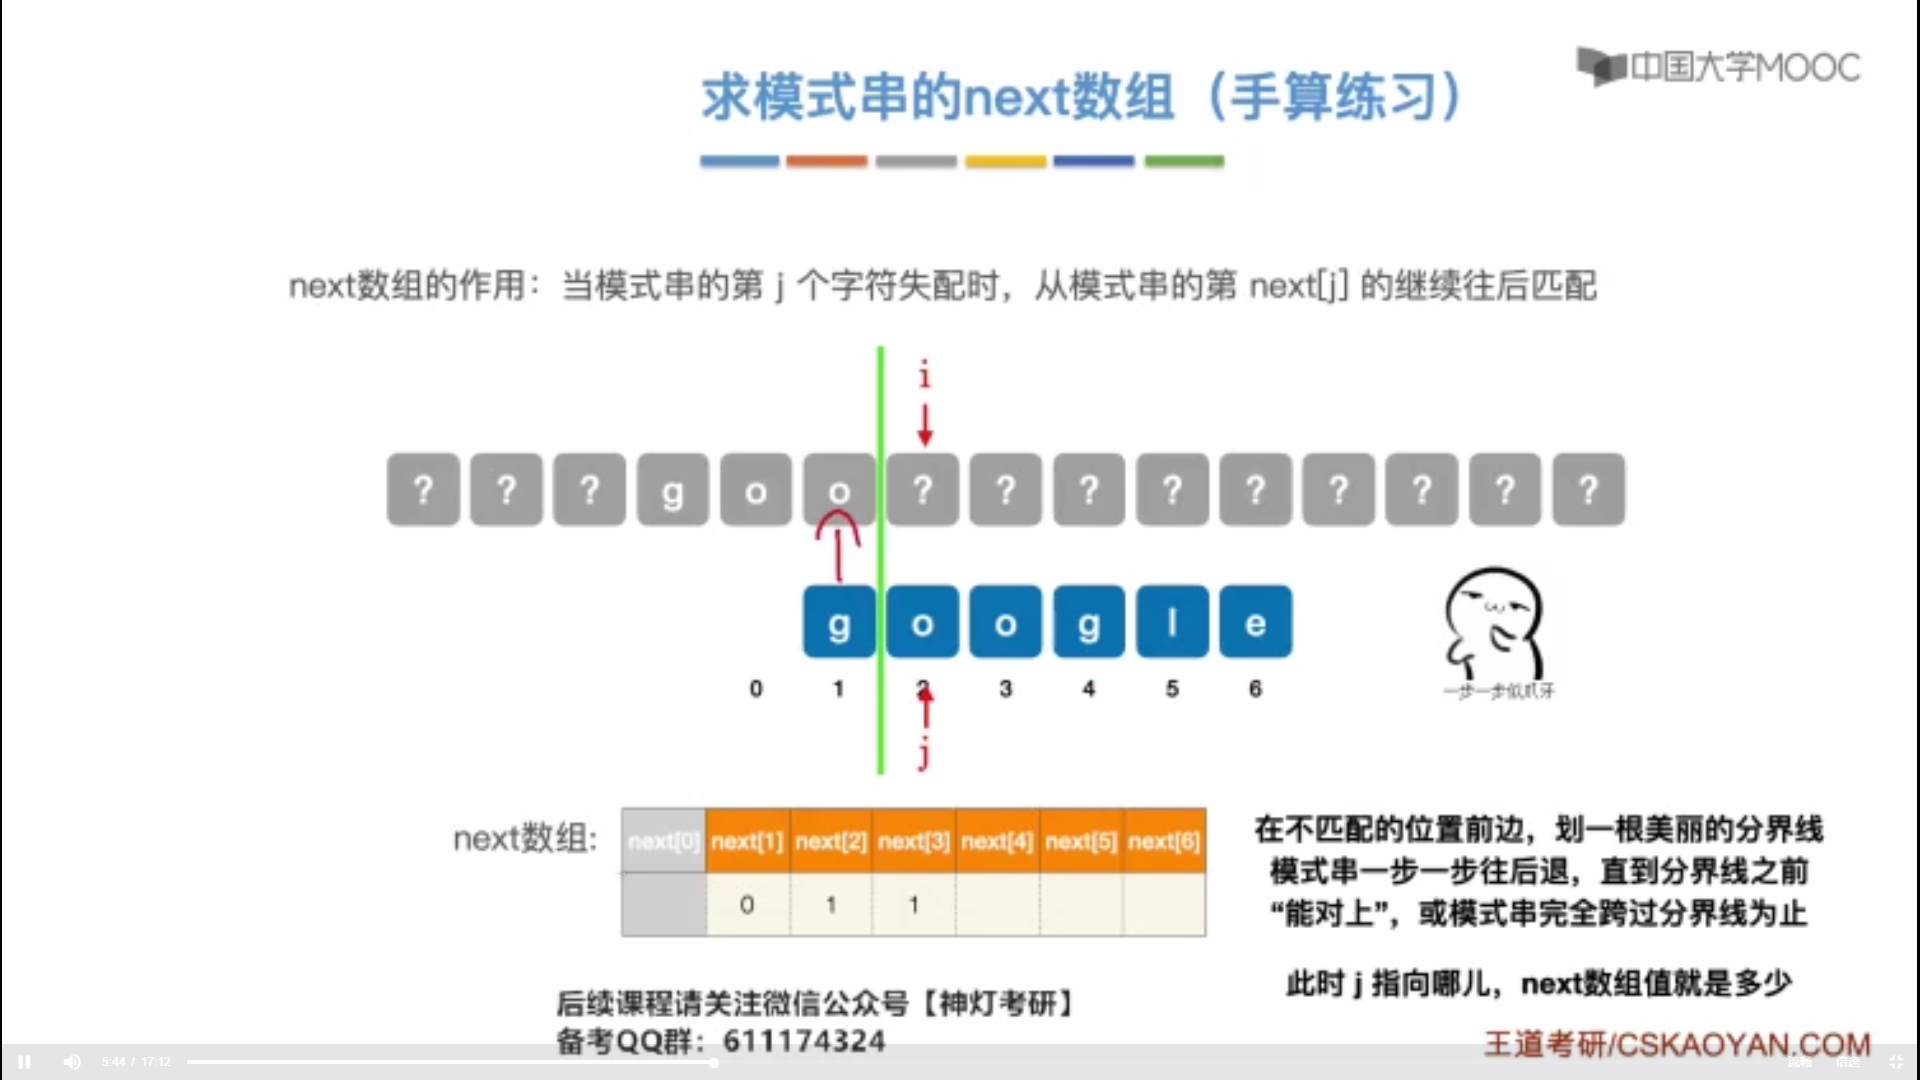 中国大学MOOC
求模式串的next数组（手算练习）
next数组的作用：当模式串的第 j 个字符失配时，从模式串的第 next[j] 的继续往后匹配
i
? ? ? g o o ? ? ? ? ? ? ? ? ?
g o o g l e
0 1 2 3 4 5 6
一步一步似爪牙
j
next数组: next[0] next[1] next[2] next[3] next[4] next[5] next[6]
0 1 1
在不匹配的位置前边，划一根美丽的分界线
模式串一步一步往后退，直到分界线之前
“能对上”，或模式串完全跨过分界线为止
此时 j 指向哪儿，next数组值就是多少
后续课程请关注微信公众号【神灯考研】
备考QQ群：611174324
王道考研/CSKAOYAN.COM
5:44 / 17:12
倍速